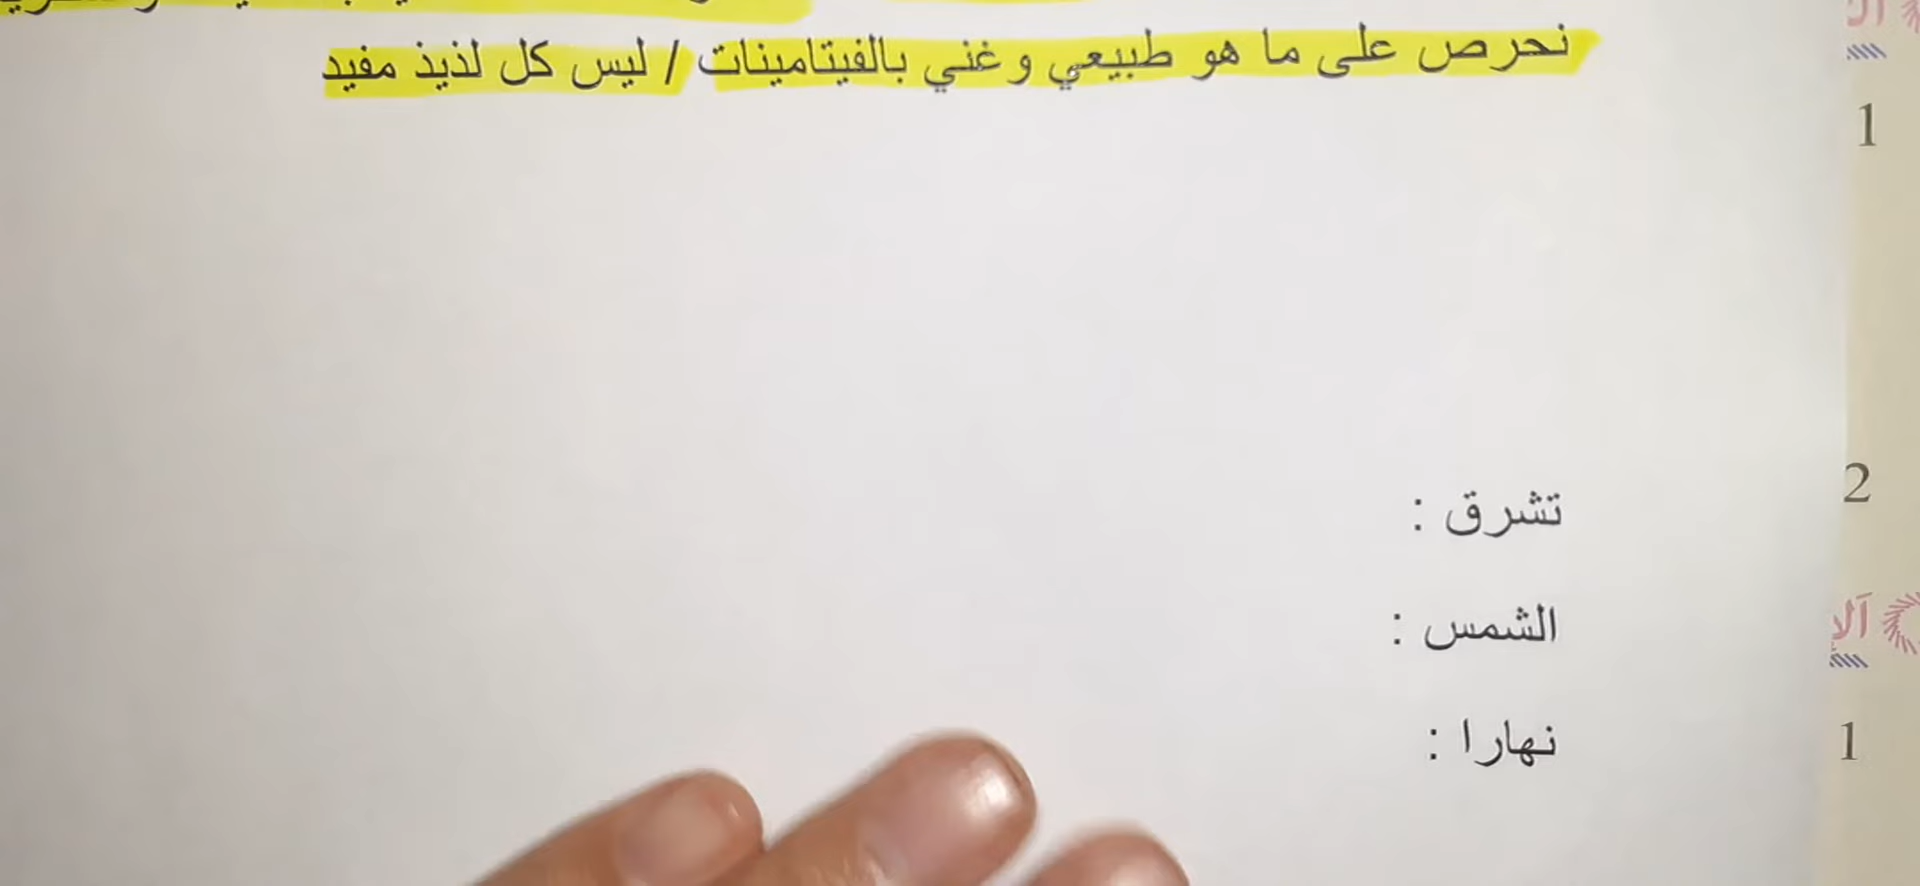 نحرص على ما هو طبيعي وغني بالفيتامينات / ليس كل لذيذ مفيد
1
تشرق :
2
الشمس :
نهارا :
1